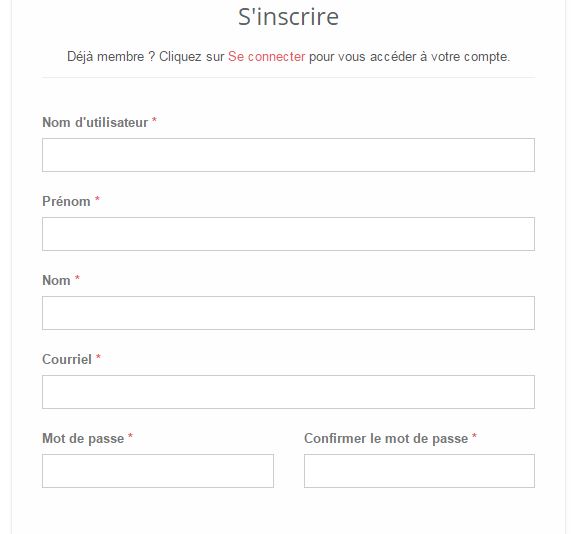 S'inscrire
Déjà membre ? Cliquez sur Se connecter pour vous accéder à votre compte.
Nom d'utilisateur *
Prénom *
Nom *
Courriel *
Mot de passe * Confirmer le mot de passe *